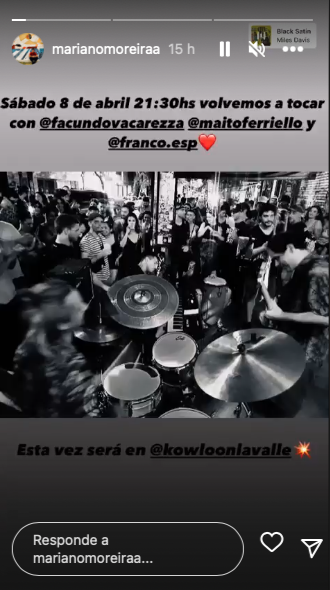 Black Satin
Miles Davis
marianomoreiraa 15 h
Sábado 8 de abril 21:30hs volvemos a tocar
con @facundovacarezza @maitoferriello y
@franco.esp❤️
Esta vez será en @kowloonlavalle 💥
Responde a
marianomoreiraa...